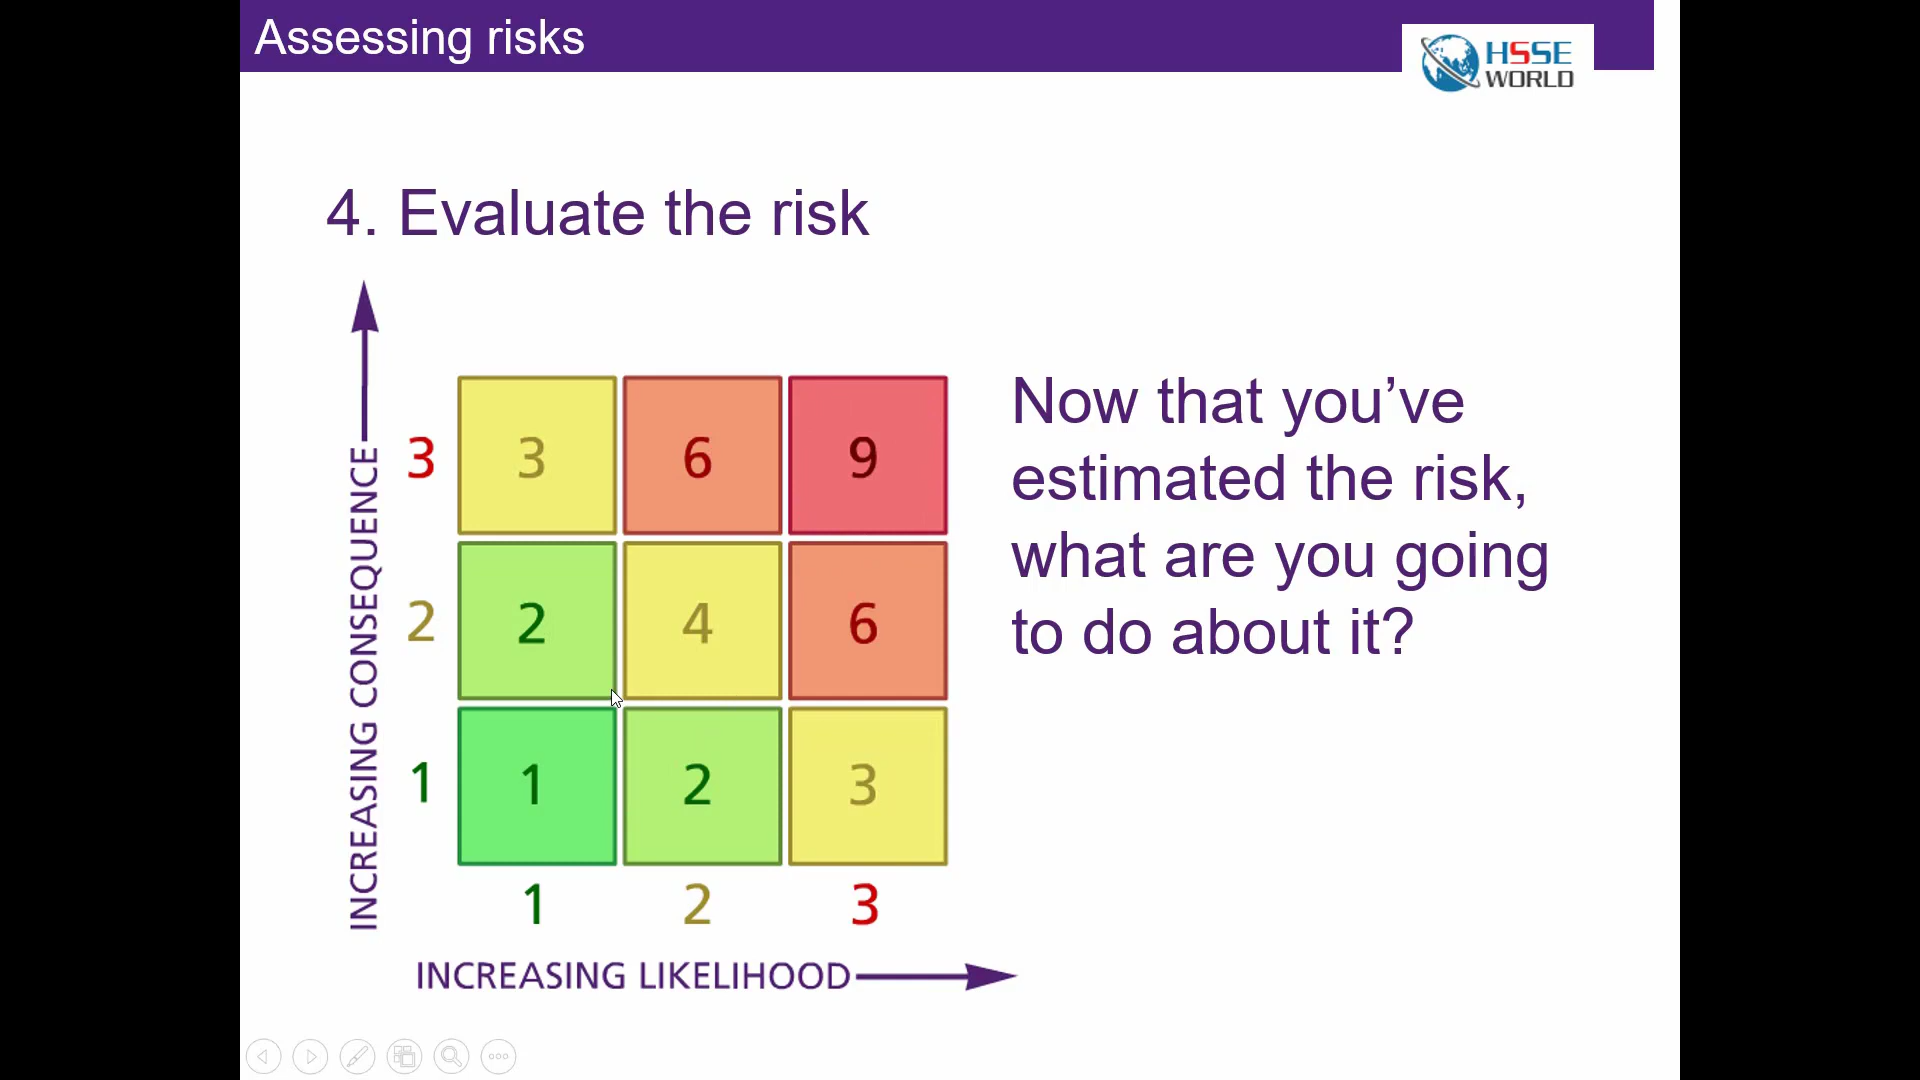 Assessing risks
HSSE
WORLD
4. Evaluate the risk
INCREASING CONSEQUENCE
3 3 6 9
2 2 4 6
1 1 2 3
1 2 3
INCREASING LIKELIHOOD
Now that you’ve
estimated the risk,
what are you going
to do about it?